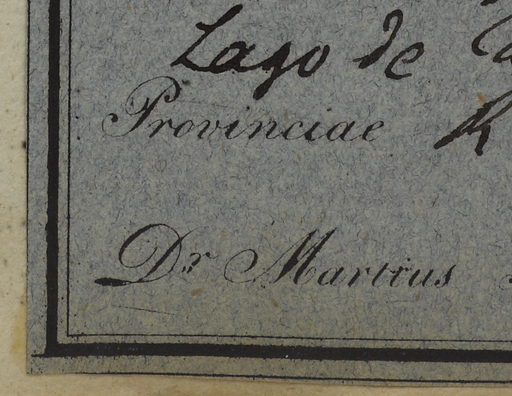 Lago de
Provinciae
Dr Martius